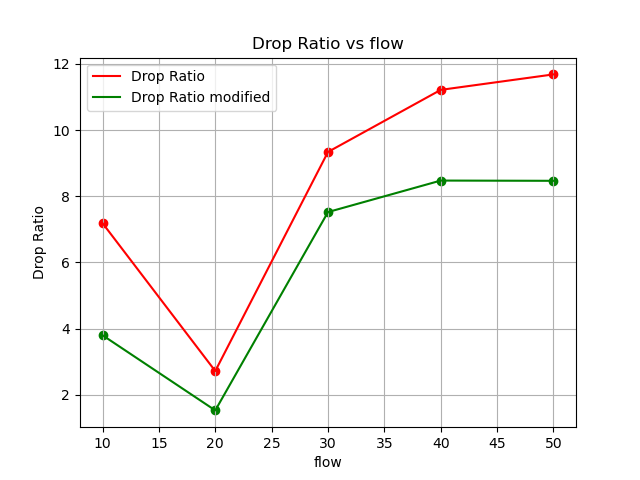 Drop Ratio vs flow
Drop Ratio
Drop Ratio modified
12
10
8
6
4
2
Drop Ratio
10 15 20 25 30 35 40 45 50
flow